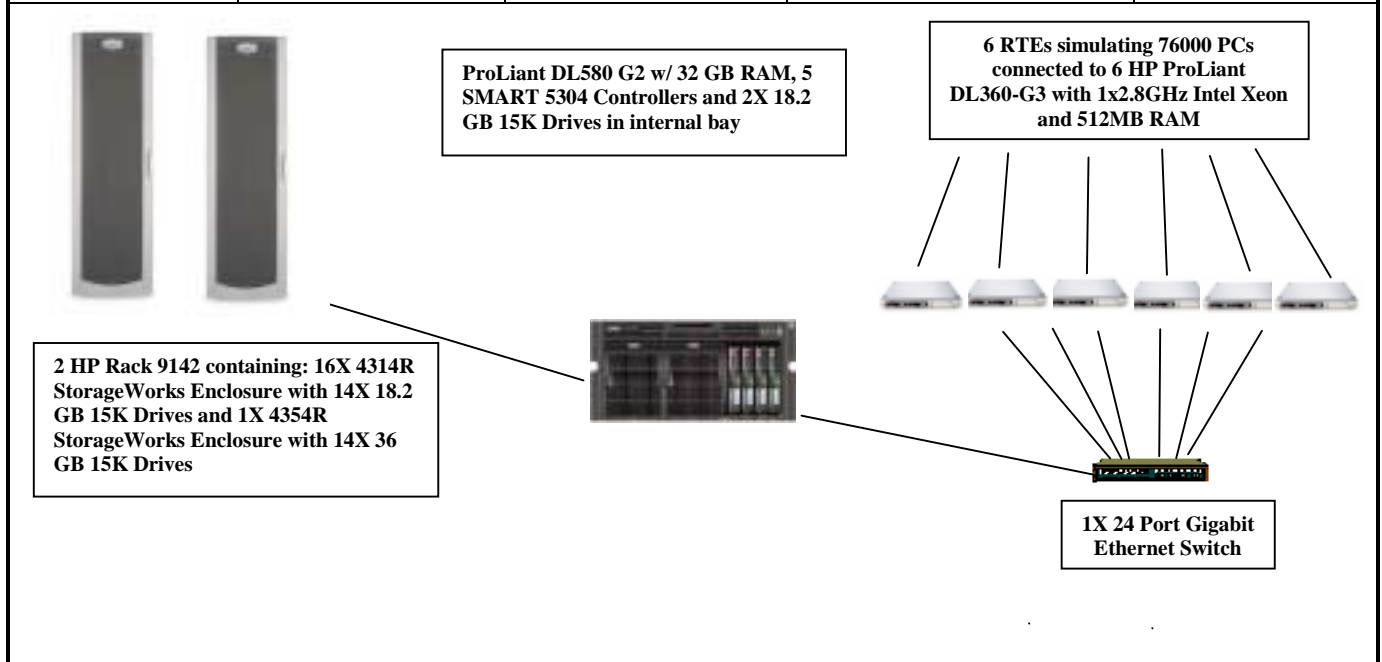 ProLiant DL580 G2 w/ 32 GB RAM, 5
SMART 5304 Controllers and 2X 18.2
GB 15K Drives in internal bay
6 RTEs simulating 76000 PCs
connected to 6 HP ProLiant
DL360-G3 with 1x2.8GHz Intel Xeon
and 512MB RAM
2 HP Rack 9142 containing: 16X 4314R
StorageWorks Enclosure with 14X 18.2
GB 15K Drives and 1X 4354R
StorageWorks Enclosure with 14X 36
GB 15K Drives
1X 24 Port Gigabit
Ethernet Switch